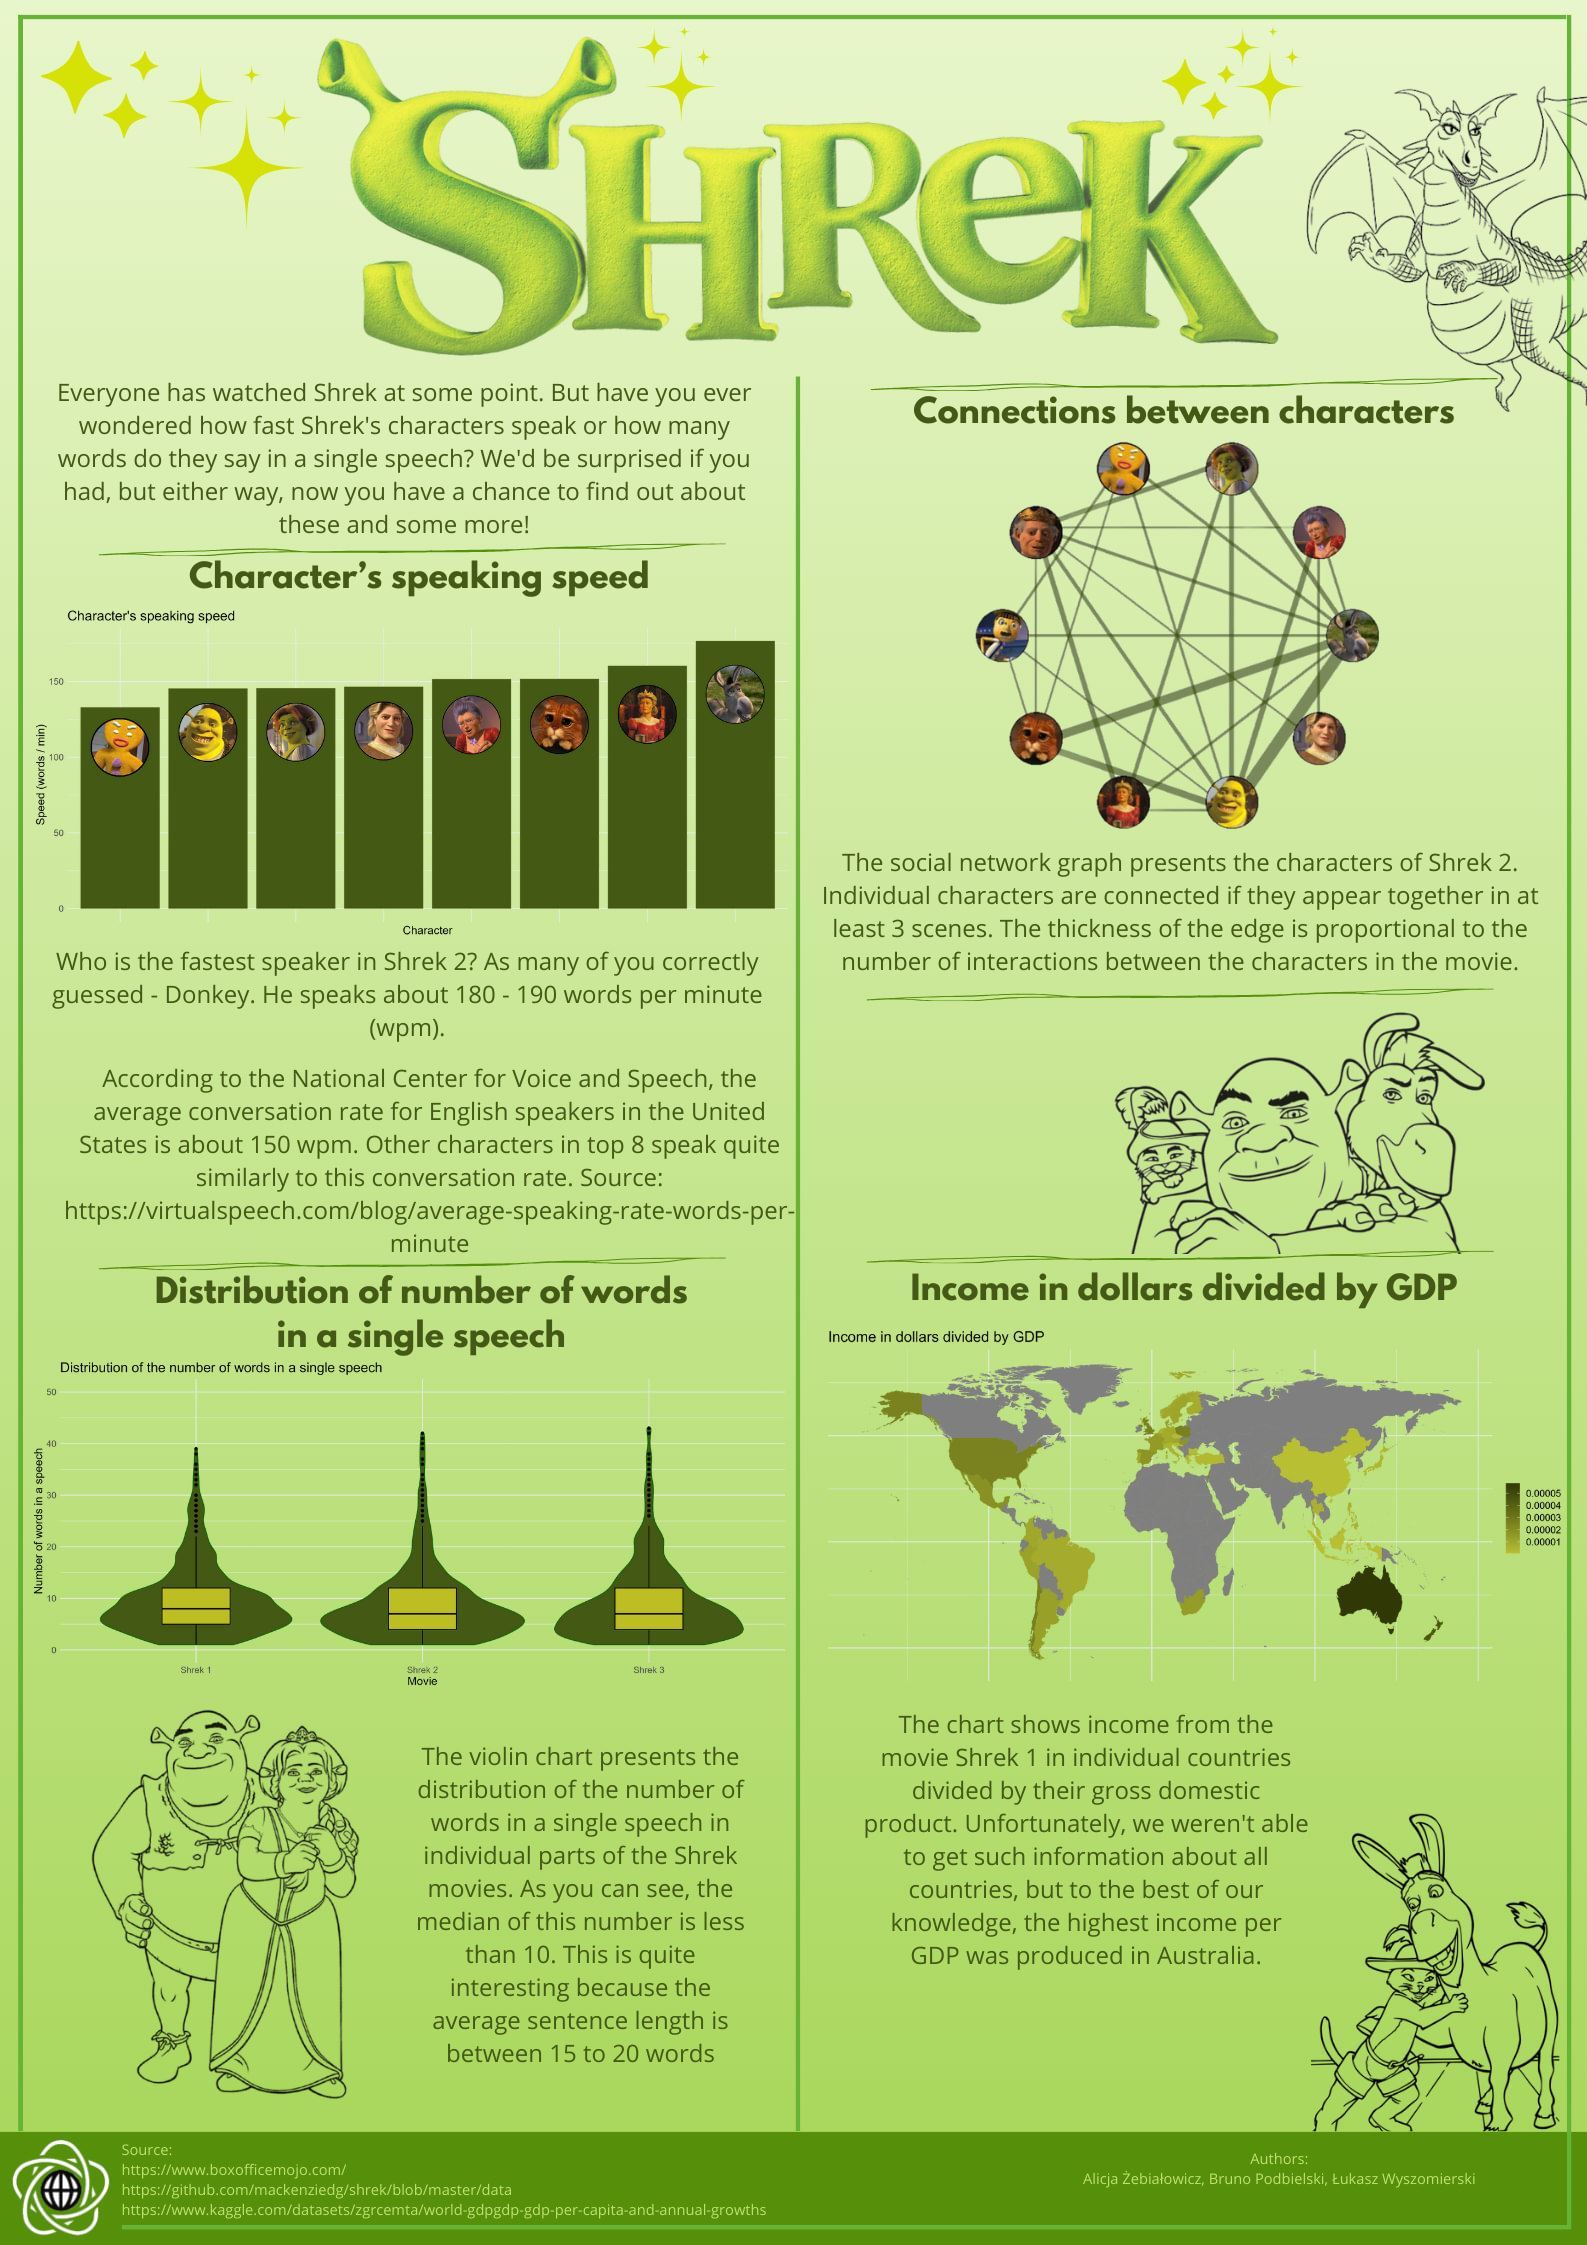 SHREK
Everyone has watched Shrek at some point. But have you ever
wondered how fast Shrek's characters speak or how many
words do they say in a single speech? We'd be surprised if you
had, but either way, now you have a chance to find out about
these and some more!
Character’s speaking speed
Character's speaking speed
Speed (words / min)
150
100
50
0
Character
Who is the fastest speaker in Shrek 2? As many of you correctly
guessed - Donkey. He speaks about 180 - 190 words per minute
(wpm).
According to the National Center for Voice and Speech, the
average conversation rate for English speakers in the United
States is about 150 wpm. Other characters in top 8 speak quite
similarly to this conversation rate. Source:
https://virtualspeech.com/blog/average-speaking-rate-words-per-
minute
Distribution of number of words
in a single speech
Distribution of the number of words in a single speech
Number of words in a speech
50
40
30
20
10
0
Shrek 1
Shrek 2
Shrek 3
Movie
The violin chart presents the
distribution of the number of
words in a single speech in
individual parts of the Shrek
movies. As you can see, the
median of this number is less
than 10. This is quite
interesting because the
average sentence length is
between 15 to 20 words
Connections between characters
The social network graph presents the characters of Shrek 2.
Individual characters are connected if they appear together in at
least 3 scenes. The thickness of the edge is proportional to the
number of interactions between the characters in the movie.
Income in dollars divided by GDP
Income in dollars divided by GDP
0.00005
0.00004
0.00003
0.00002
0.00001
The chart shows income from the
movie Shrek 1 in individual countries
divided by their gross domestic
product. Unfortunately, we weren't able
to get such information about all
countries, but to the best of our
knowledge, the highest income per
GDP was produced in Australia.
Source:
https://www.boxofficemojo.com/
https://github.com/mackenziedg/shrek/blob/master/data
https://www.kaggle.com/datasets/zgrcemta/world-gdpgdp-gdp-per-capita-and-annual-growths
Authors:
Alicja Żebiałowicz, Bruno Podbielski, Łukasz Wyszomierski